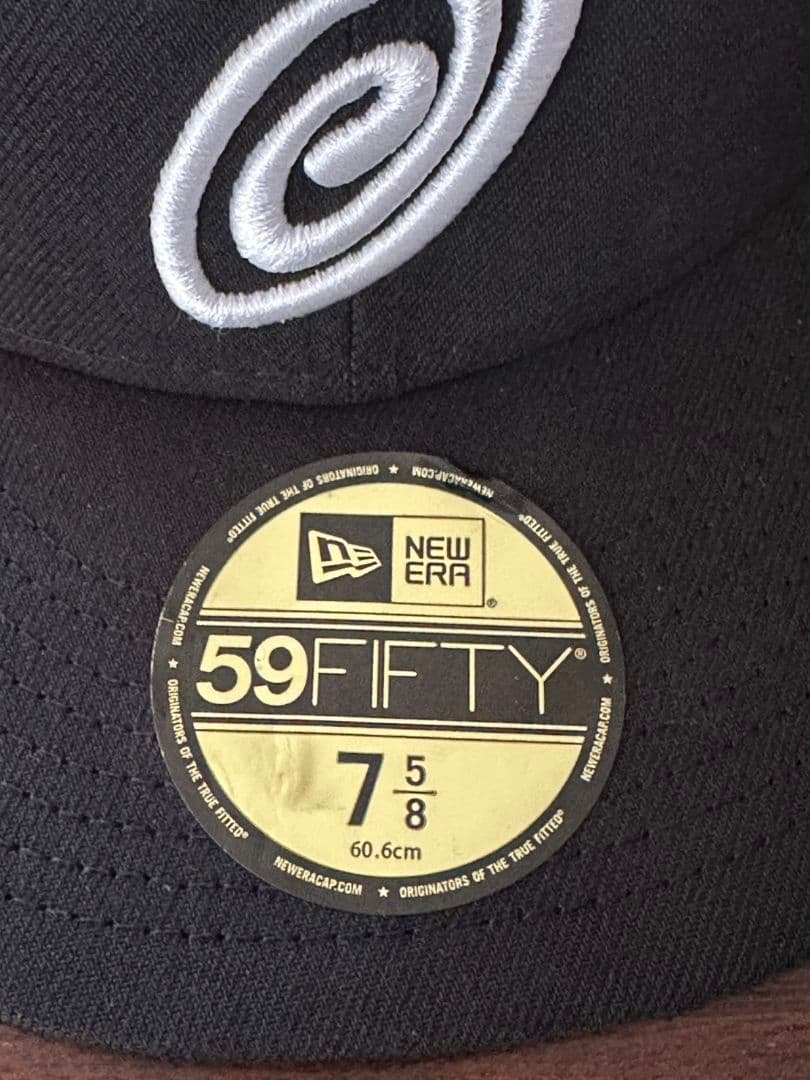 NEW
ERA
®
59FIFTY®
7 5/8
60.6cm
NEWERACAP.COM ★ ORIGINATORS OF THE TRUE FITTED®
NEWERACAP.COM ★ ORIGINATORS OF THE TRUE FITTED®
NEWERACAP.COM ★ ORIGINATORS OF THE TRUE FITTED®
NEWERACAP.COM ★ ORIGINATORS OF THE TRUE FITTED®